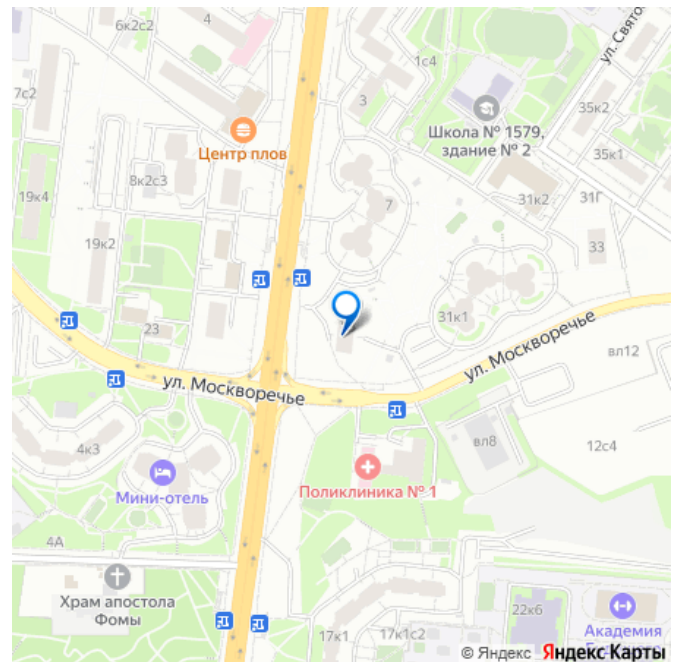 6к2с2
4
7с2
1с4
ул. Свято
3
35к2
Школа № 1579,
здание № 2
Центр плов
35к1
8к2с3
19к4
7
31к2
31Г
19к2
33
23
31к1
ул. Москворечье
вл12
ул. Москворечье
4к3
вл8
12с4
Мини-отель
Поликлиника № 1
4А
Храм апостола
Фомы
22к6
Академия
17к1
17к1с2
© Яндекс Яндекс Карты